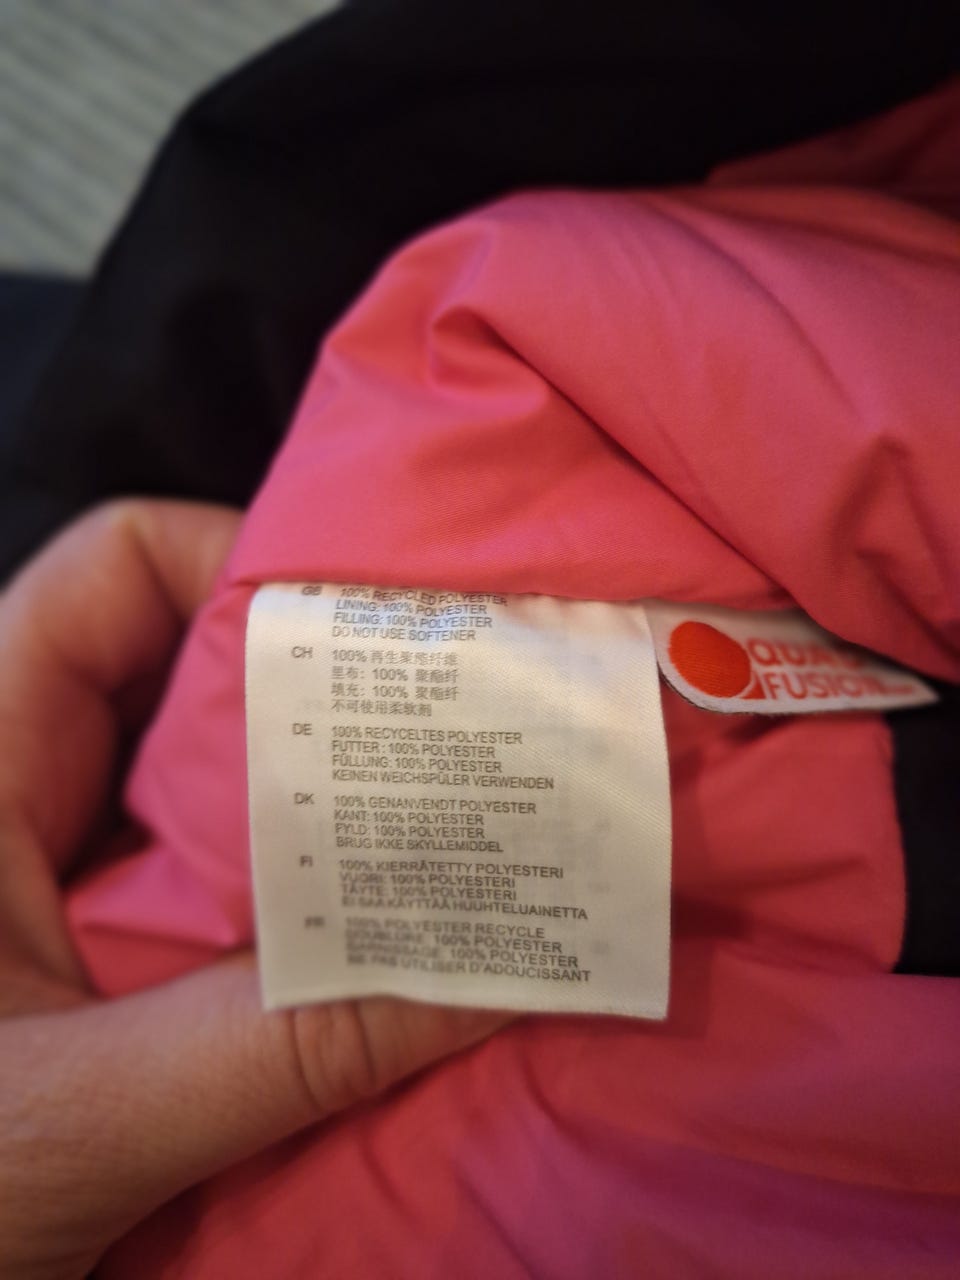 GB 100% RECYCLED POLYESTER
LINING: 100% POLYESTER
FILLING: 100% POLYESTER
DO NOT USE SOFTENER
CH 100% 再生聚酯纤维
里布：100% 聚酯纤
填充：100% 聚酯纤
不可使用柔软剂
DE 100% RECYCELTES POLYESTER
FUTTER: 100% POLYESTER
FÜLLUNG: 100% POLYESTER
KEINEN WEICHSPÜLER VERWENDEN
DK 100% GENANVENDT POLYESTER
KANT: 100% POLYESTER
FYLD: 100% POLYESTER
BRUG IKKE SKYLLEMIDDEL
FI 100% KIERRÄTETTY POLYESTERI
VUORI: 100% POLYESTERI
TÄYTE: 100% POLYESTERI
EI SAA KÄYTTÄÄ HUUHTELUAINETTA
FR 100% POLYESTER RECYCLE
DOUBLURE: 100% POLYESTER
GARNISSAGE: 100% POLYESTER
NE PAS UTILISER D'ADOUCISSANT
FUSION